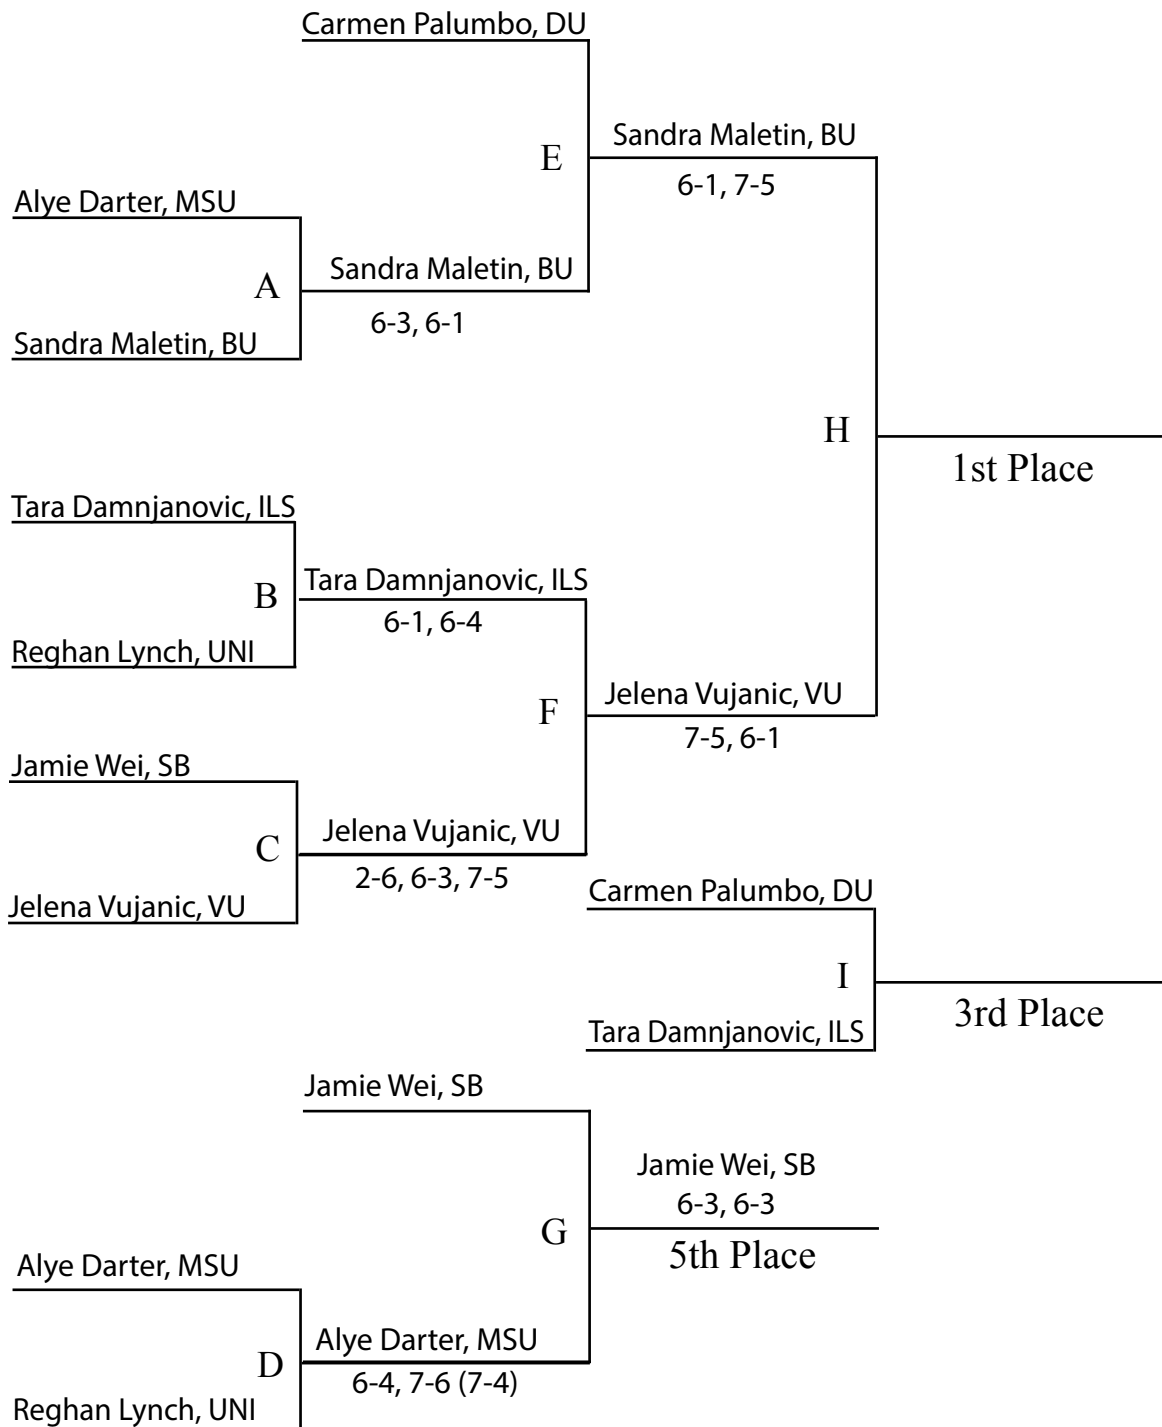 Carmen Palumbo, DU
E
Sandra Maletin, BU
6-1, 7-5
Alye Darter, MSU
A
Sandra Maletin, BU
6-3, 6-1
Sandra Maletin, BU
H
1st Place
Tara Damnjanovic, ILS
B
Tara Damnjanovic, ILS
6-1, 6-4
Reghan Lynch, UNI
F
Jelena Vujanic, VU
7-5, 6-1
Jamie Wei, SB
C
Jelena Vujanic, VU
2-6, 6-3, 7-5
Jelena Vujanic, VU
Carmen Palumbo, DU
I
3rd Place
Tara Damnjanovic, ILS
Jamie Wei, SB
G
Jamie Wei, SB
6-3, 6-3
5th Place
Alye Darter, MSU
D
Alye Darter, MSU
6-4, 7-6 (7-4)
Reghan Lynch, UNI